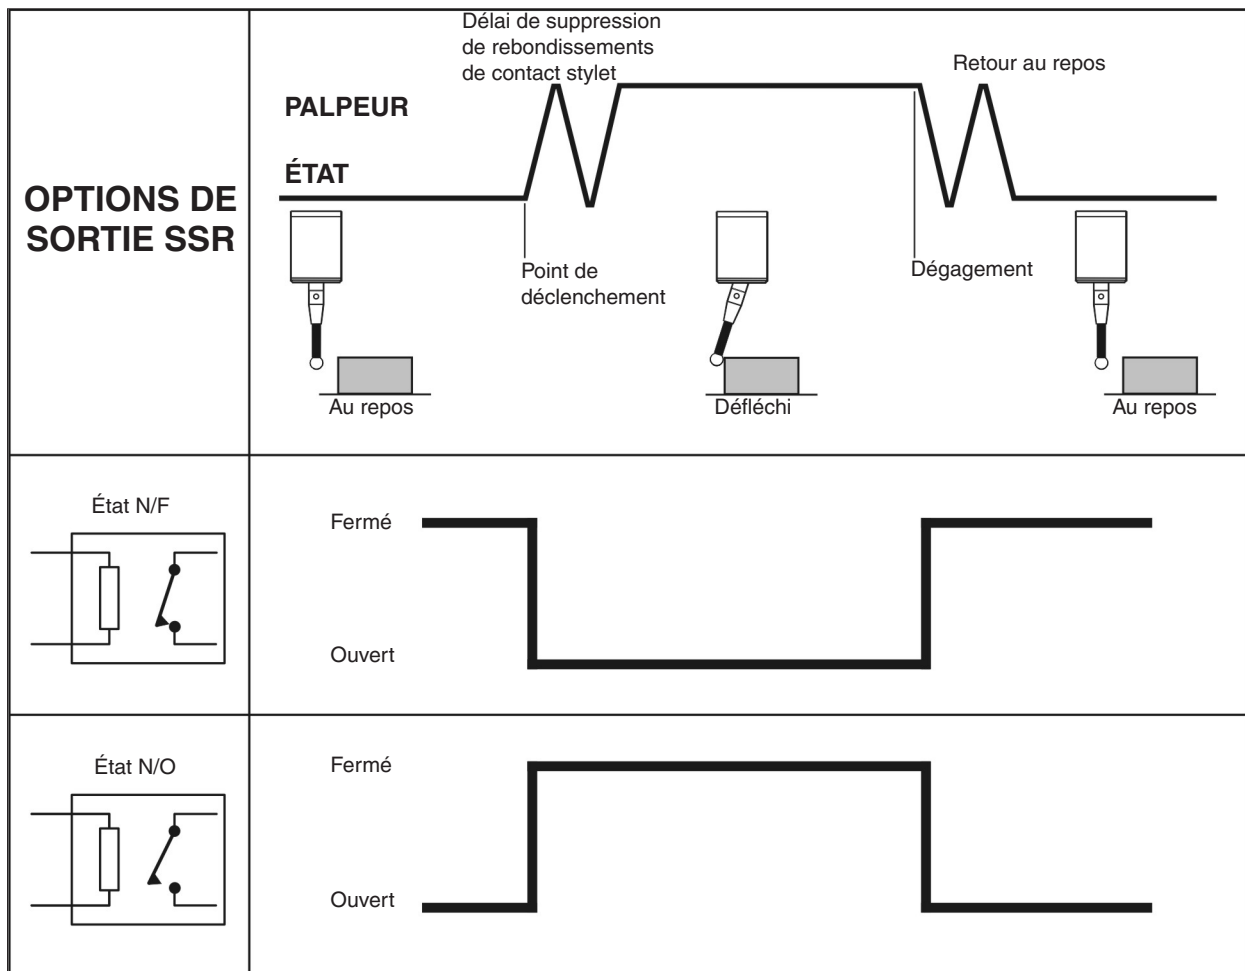 Délai de suppression
de rebondissements
de contact stylet
Retour au repos
PALPEUR
ÉTAT
OPTIONS DE
SORTIE SSR
Point de
déclenchement
Dégagement
Au repos
Défléchi
Au repos
État N/F
Fermé
Ouvert
État N/O
Fermé
Ouvert